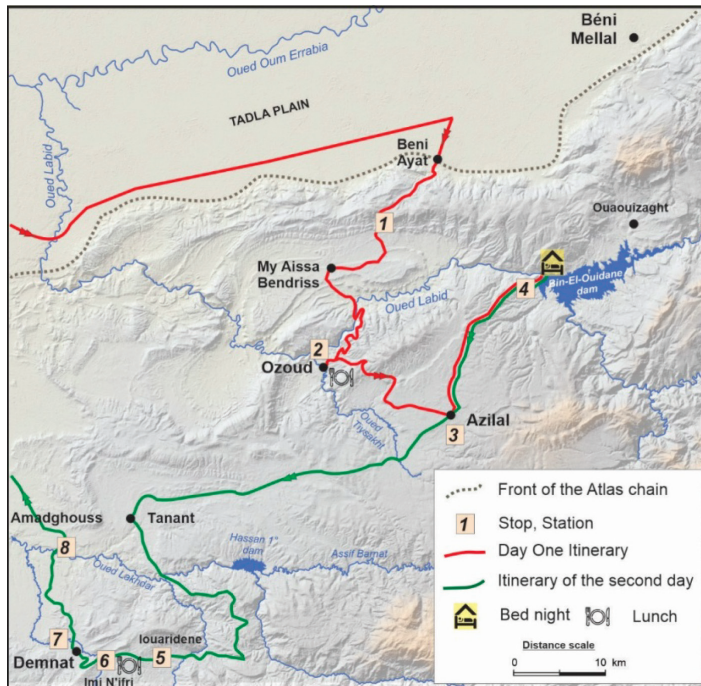 Béni
Mellal
Oued Oum Errabia
TADLA PLAIN
Oued Labid
Beni
Ayat
1
Ouaouizaght
My Aissa
Bendriss
4
Bin-El-Ouidane
dam
Oued Labid
2
Ozoud
Azilal
3
Oued
Amadghouss
Tanant
8
Hassan 1°
dam
Assif Barnat
Oued Lakhdar
7
Demnat
6
Iouaridene
5
Imi N'ifri
Front of the Atlas chain
1
Stop, Station
Day One Itinerary
Itinerary of the second day
Bed night
Lunch
Distance scale
0
10
km